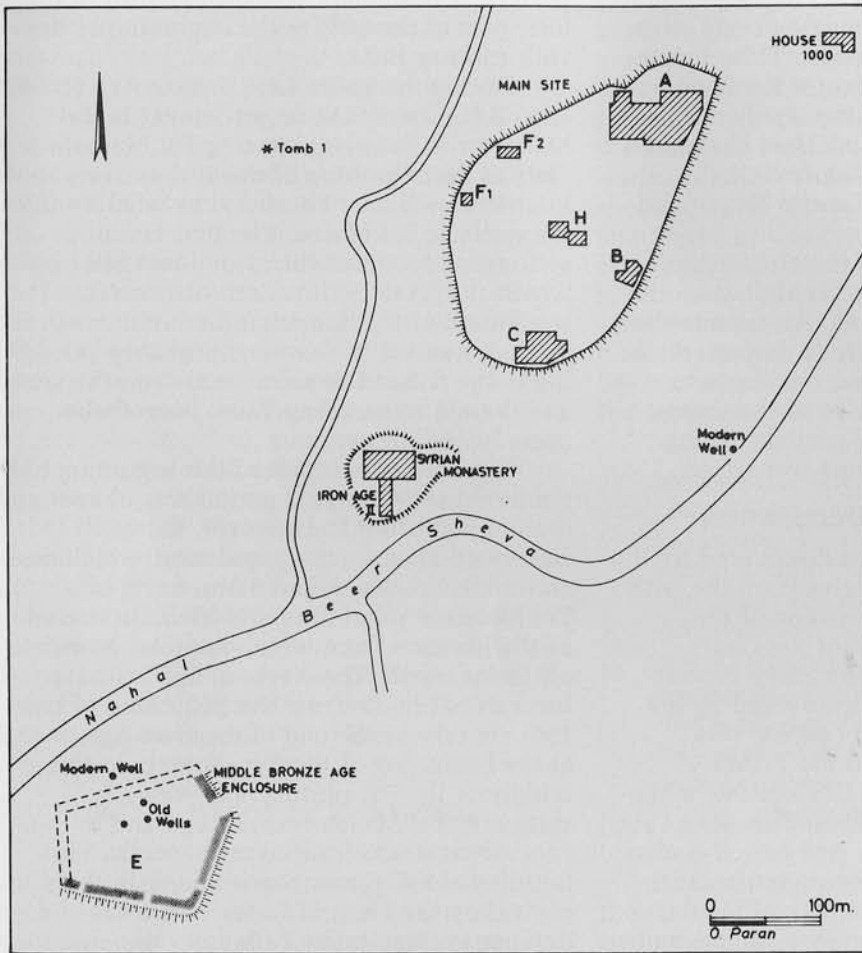 HOUSE
1000
MAIN SITE
A
Tomb
F2
F1
H
B
C
Modern
Well
SYRIAN
MONASTERY
IRON AGE
II
Nahal Beer Sheva
Modern Well
MIDDLE BRONZE AGE
ENCLOSURE
Old
Wells
E
0 100m.
O. Paran